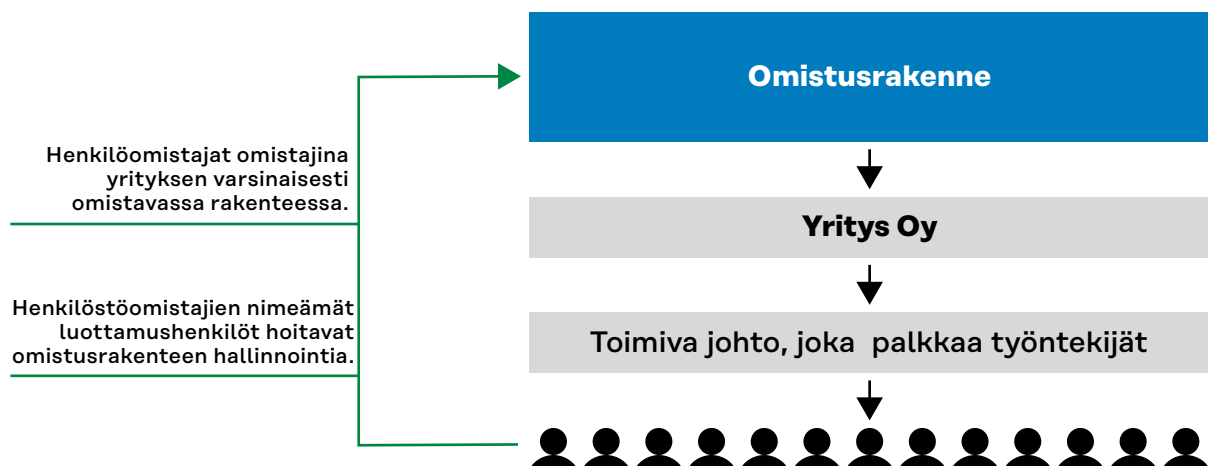 Omistusrakenne
Henkilöomistajat omistajina
yrityksen varsinaisesti
omistavassa rakenteessa.
Yritys Oy
Henkilöstöomistajien nimeämät
luottamushenkilöt hoitavat
omistusrakenteen hallinnointia.
Toimiva johto, joka  palkkaa työntekijät